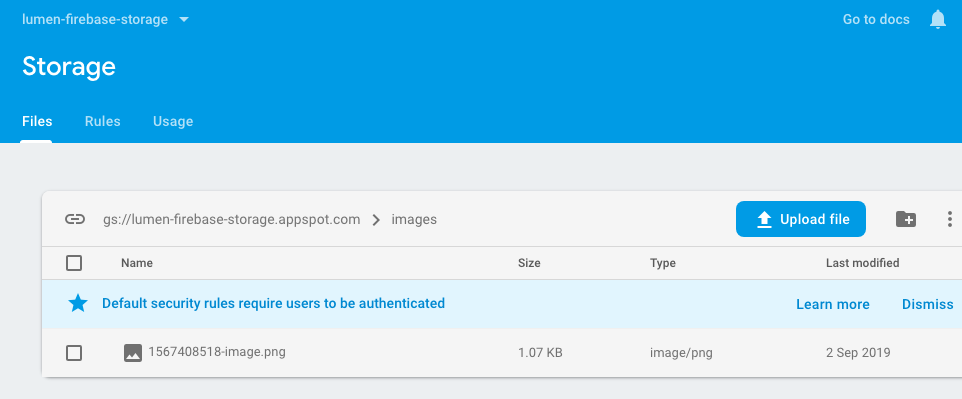 lumen-firebase-storage Go to docs
Storage
Files Rules Usage
gs://lumen-firebase-storage.appspot.com images Upload file
Name Size Type Last modified
Default security rules require users to be authenticated Learn more Dismiss
1567408518-image.png 1.07 KB image/png 2 Sep 2019